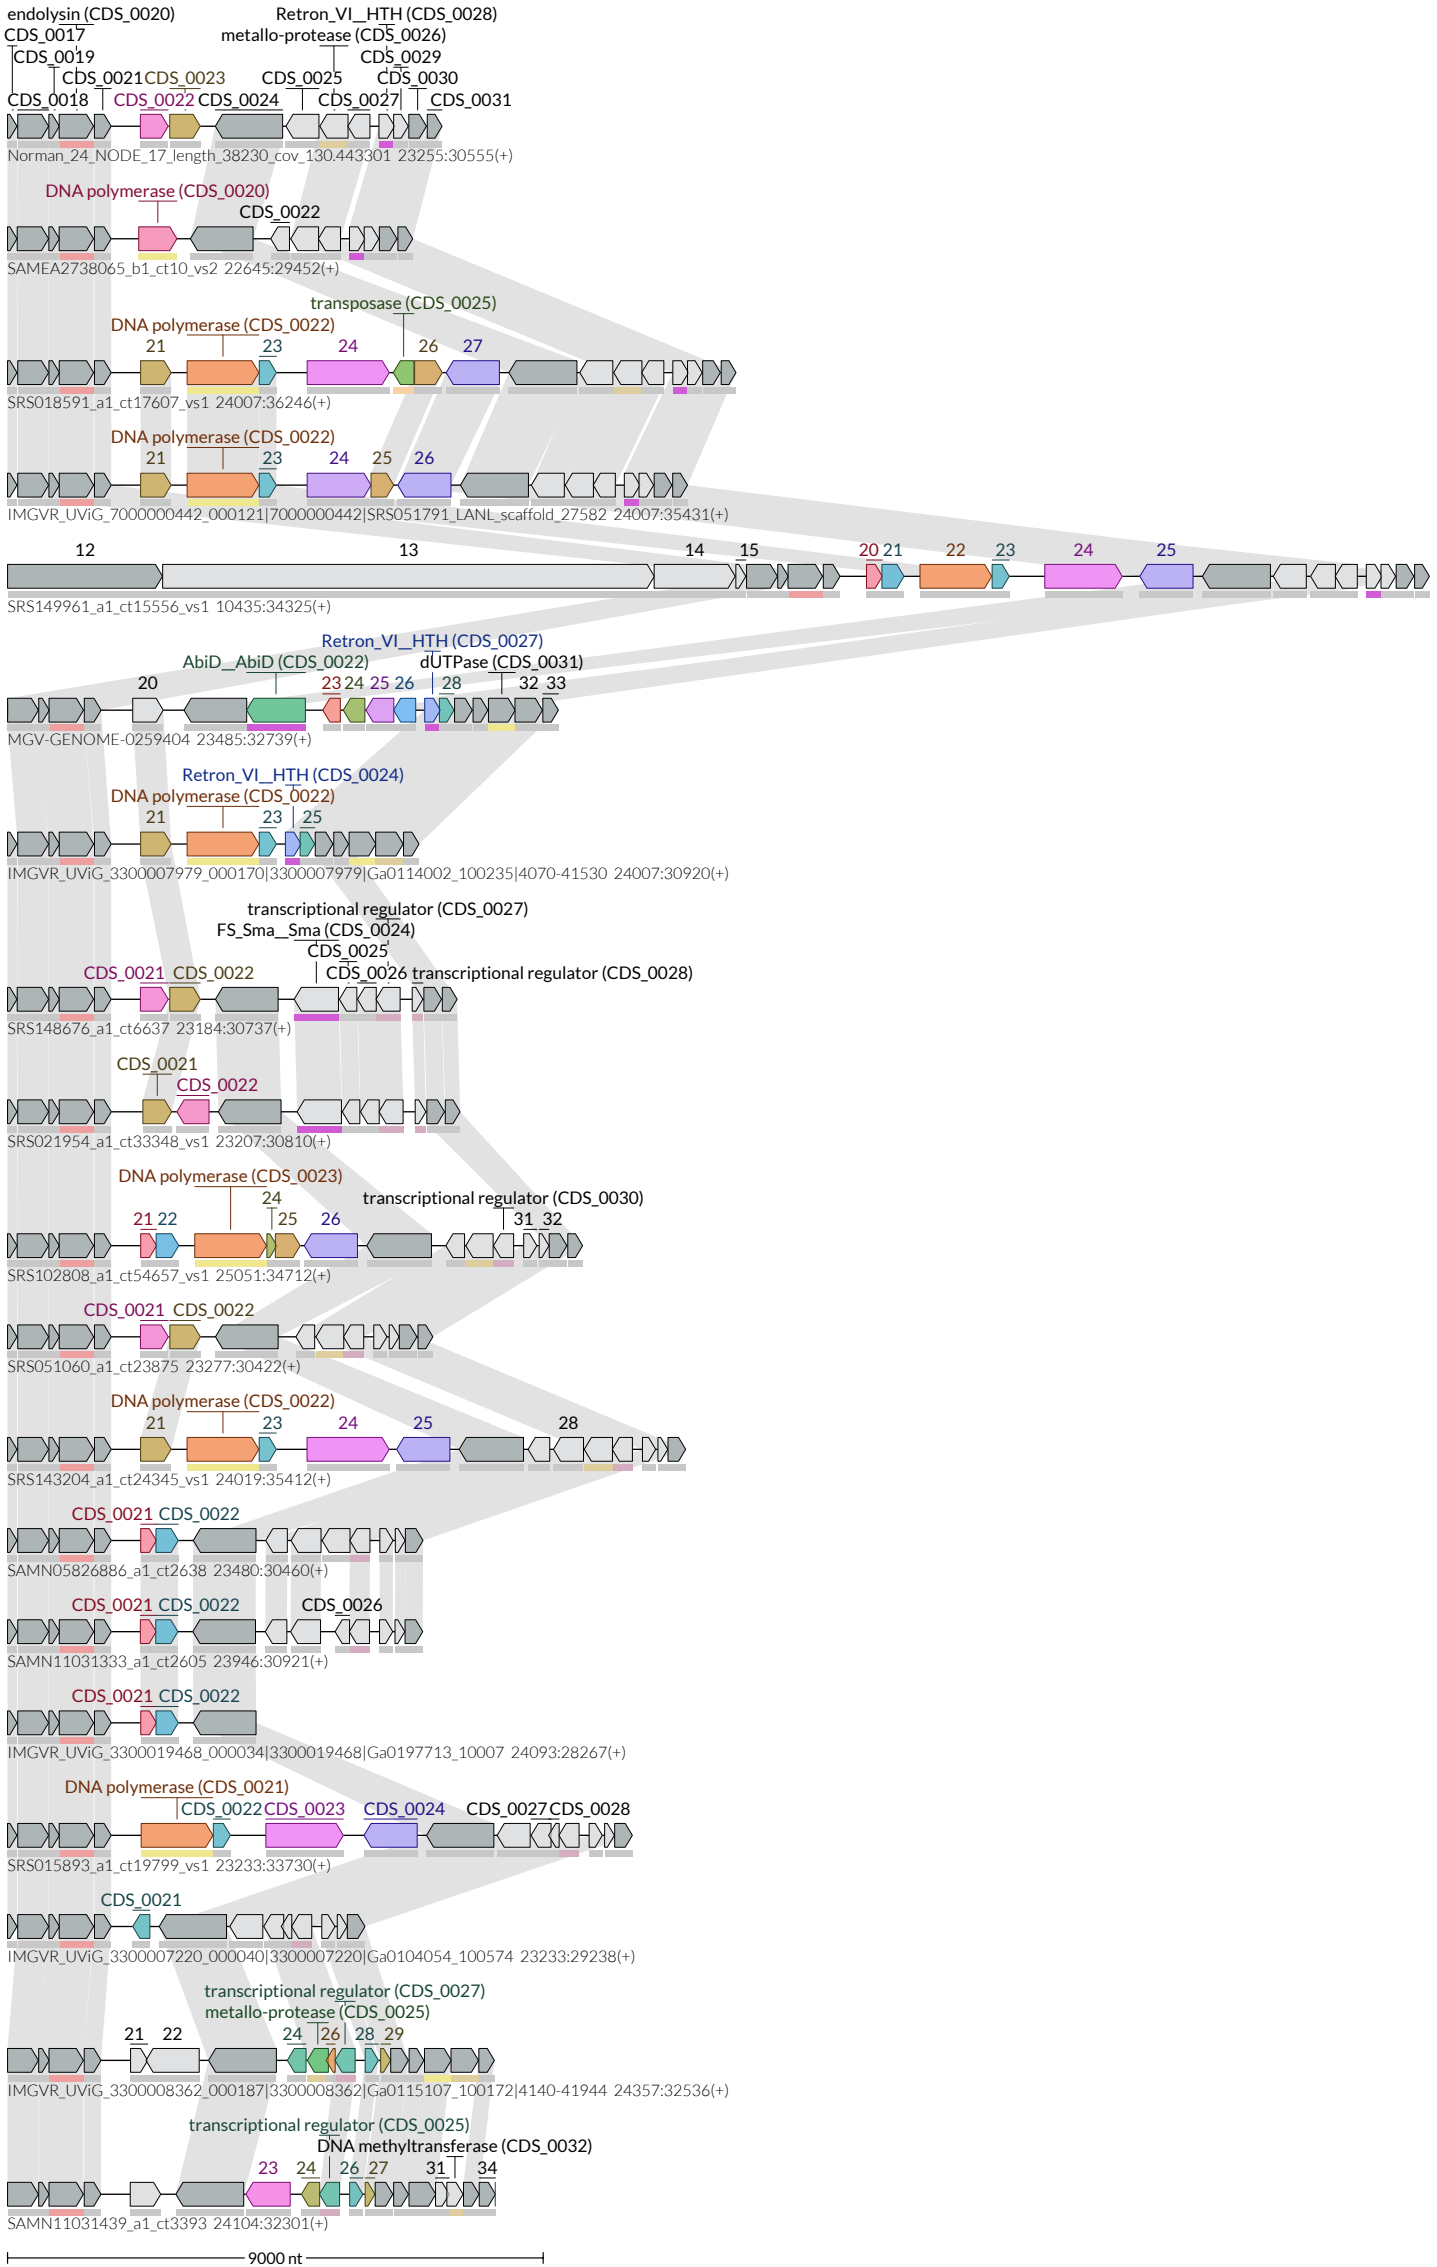 endolysin (CDS_0020) Retron_VI__HTH (CDS_0028)
CDS_0017 metallo-protease (CDS_0026)
CDS_0019 CDS_0029
CDS_0021 CDS_0023 CDS_0025 CDS_0030
CDS_0018 CDS_0022 CDS_0024 CDS_0027 CDS_0031
Norman_24_NODE_17_length_38230_cov_130.443301 23255:30555(+)
DNA polymerase (CDS_0020)
CDS_0022
SAMEA2738065_b1_ct10_vs2 22645:29452(+)
transposase (CDS_0025)
DNA polymerase (CDS_0022)
21 23 24 26 27
SRS018591_a1_ct17607_vs1 24007:36246(+)
DNA polymerase (CDS_0022)
21 23 24 25 26
IMGVR_UViG_7000000442_000121|7000000442|SRS051791_LANL_scaffold_27582 24007:35431(+)
12 13 14 15 20 21 22 23 24 25
SRS149961_a1_ct15556_vs1 10435:34325(+)
Retron_VI__HTH (CDS_0027)
AbiD__AbiD (CDS_0022) dUTPase (CDS_0031)
20 23 24 25 26 28 32 33
MGV-GENOME-0259404 23485:32739(+)
Retron_VI__HTH (CDS_0024)
DNA polymerase (CDS_0022)
21 23 25
IMGVR_UViG_3300007979_000170|3300007979|Ga0114002_100235|4070-41530 24007:30920(+)
transcriptional regulator (CDS_0027)
FS_Sma__Sma (CDS_0024)
CDS_0025
CDS_0021 CDS_0022 CDS_0026 transcriptional regulator (CDS_0028)
SRS148676_a1_ct6637 23184:30737(+)
CDS_0021
CDS_0022
SRS021954_a1_ct33348_vs1 23207:30810(+)
DNA polymerase (CDS_0023)
24 transcriptional regulator (CDS_0030)
21 22 25 26 31 32
SRS102808_a1_ct54657_vs1 25051:34712(+)
CDS_0021 CDS_0022
SRS051060_a1_ct23875 23277:30422(+)
DNA polymerase (CDS_0022)
21 23 24 25 28
SRS143204_a1_ct24345_vs1 24019:35412(+)
CDS_0021 CDS_0022
SAMN05826886_a1_ct2638 23480:30460(+)
CDS_0021 CDS_0022 CDS_0026
SAMN11031333_a1_ct2605 23946:30921(+)
CDS_0021 CDS_0022
IMGVR_UViG_3300019468_000034|3300019468|Ga0197713_10007 24093:28267(+)
DNA polymerase (CDS_0021)
CDS_0022 CDS_0023 CDS_0024 CDS_0027 CDS_0028
SRS015893_a1_ct19799_vs1 23233:33730(+)
CDS_0021
IMGVR_UViG_3300007220_000040|3300007220|Ga0104054_100574 23233:29238(+)
transcriptional regulator (CDS_0027)
metallo-protease (CDS_0025)
21 22 24 26 28 29
IMGVR_UViG_3300008362_000187|3300008362|Ga0115107_100172|4140-41944 24357:32536(+)
transcriptional regulator (CDS_0025)
DNA methyltransferase (CDS_0032)
23 24 26 27 31 34
SAMN11031439_a1_ct3393 24104:32301(+)
9000 nt